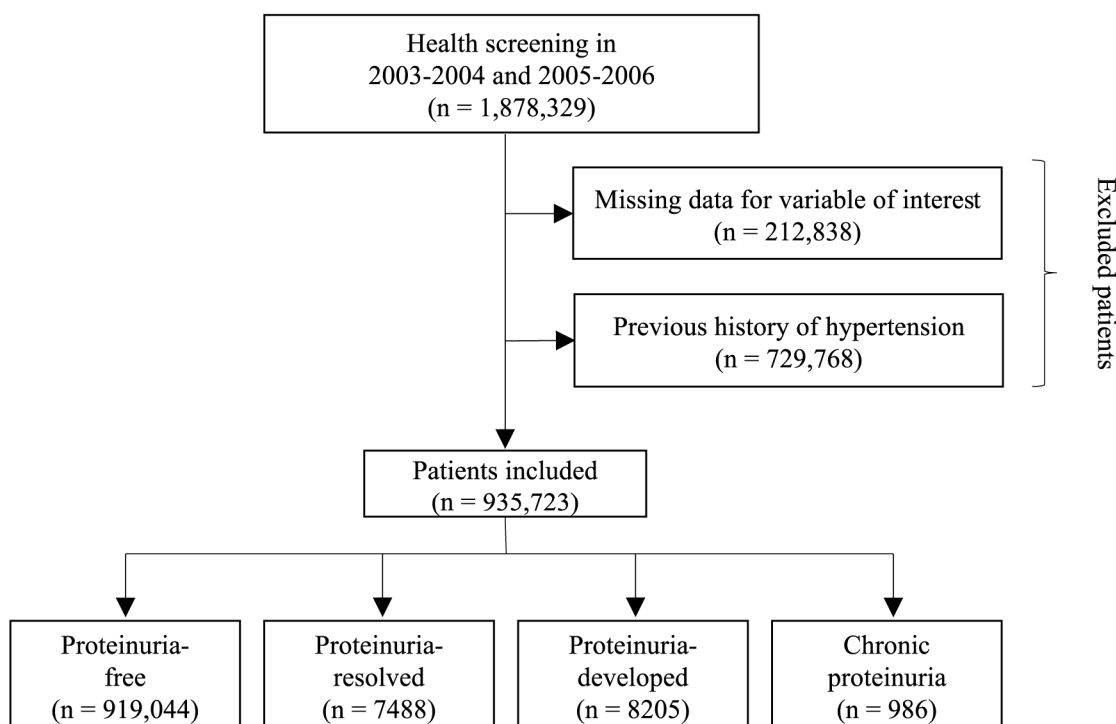 Health screening in
2003-2004 and 2005-2006
(n = 1,878,329)
Missing data for variable of interest
(n = 212,838)
Previous history of hypertension
(n = 729,768)
Excluded patients
Patients included
(n = 935,723)
Proteinuria-
free
(n = 919,044)
Proteinuria-
resolved
(n = 7488)
Proteinuria-
developed
(n = 8205)
Chronic
proteinuria
(n = 986)